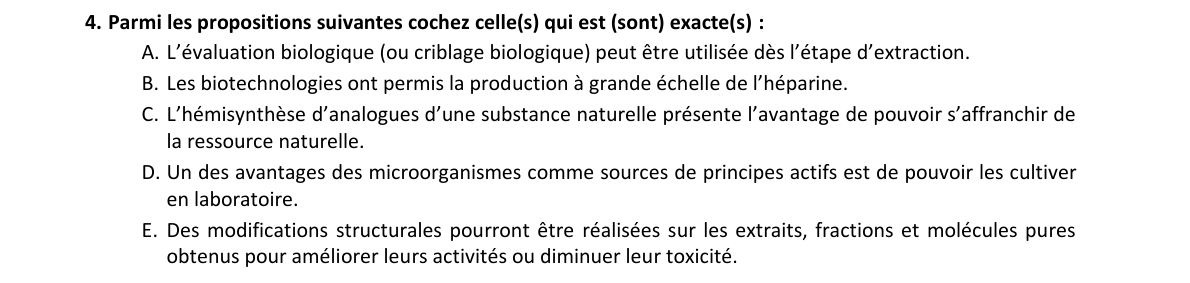 4. Parmi les propositions suivantes cochez celle(s) qui est (sont) exacte(s) :
A. L’évaluation biologique (ou criblage biologique) peut être utilisée dès l’étape d’extraction.
B. Les biotechnologies ont permis la production à grande échelle de l’héparine.
C. L’hémisynthèse d’analogues d’une substance naturelle présente l’avantage de pouvoir s’affranchir de
la ressource naturelle.
D. Un des avantages des microorganismes comme sources de principes actifs est de pouvoir les cultiver
en laboratoire.
E. Des modifications structurales pourront être réalisées sur les extraits, fractions et molécules pures
obtenus pour améliorer leurs activités ou diminuer leur toxicité.